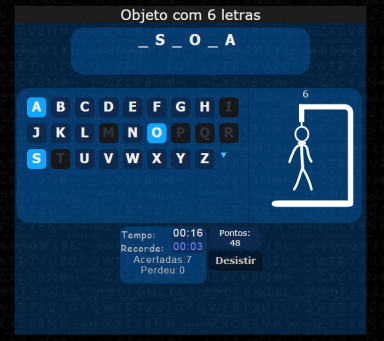 Objeto com 6 letras
_ S _ O _ A
6
A B C D E F G H I
J K L M N O P Q R
S T U V W X Y Z
Tempo: 00:16
Recorde: 00:03
Acertadas:7
Perdeu:0
Pontos:
48
Desistir